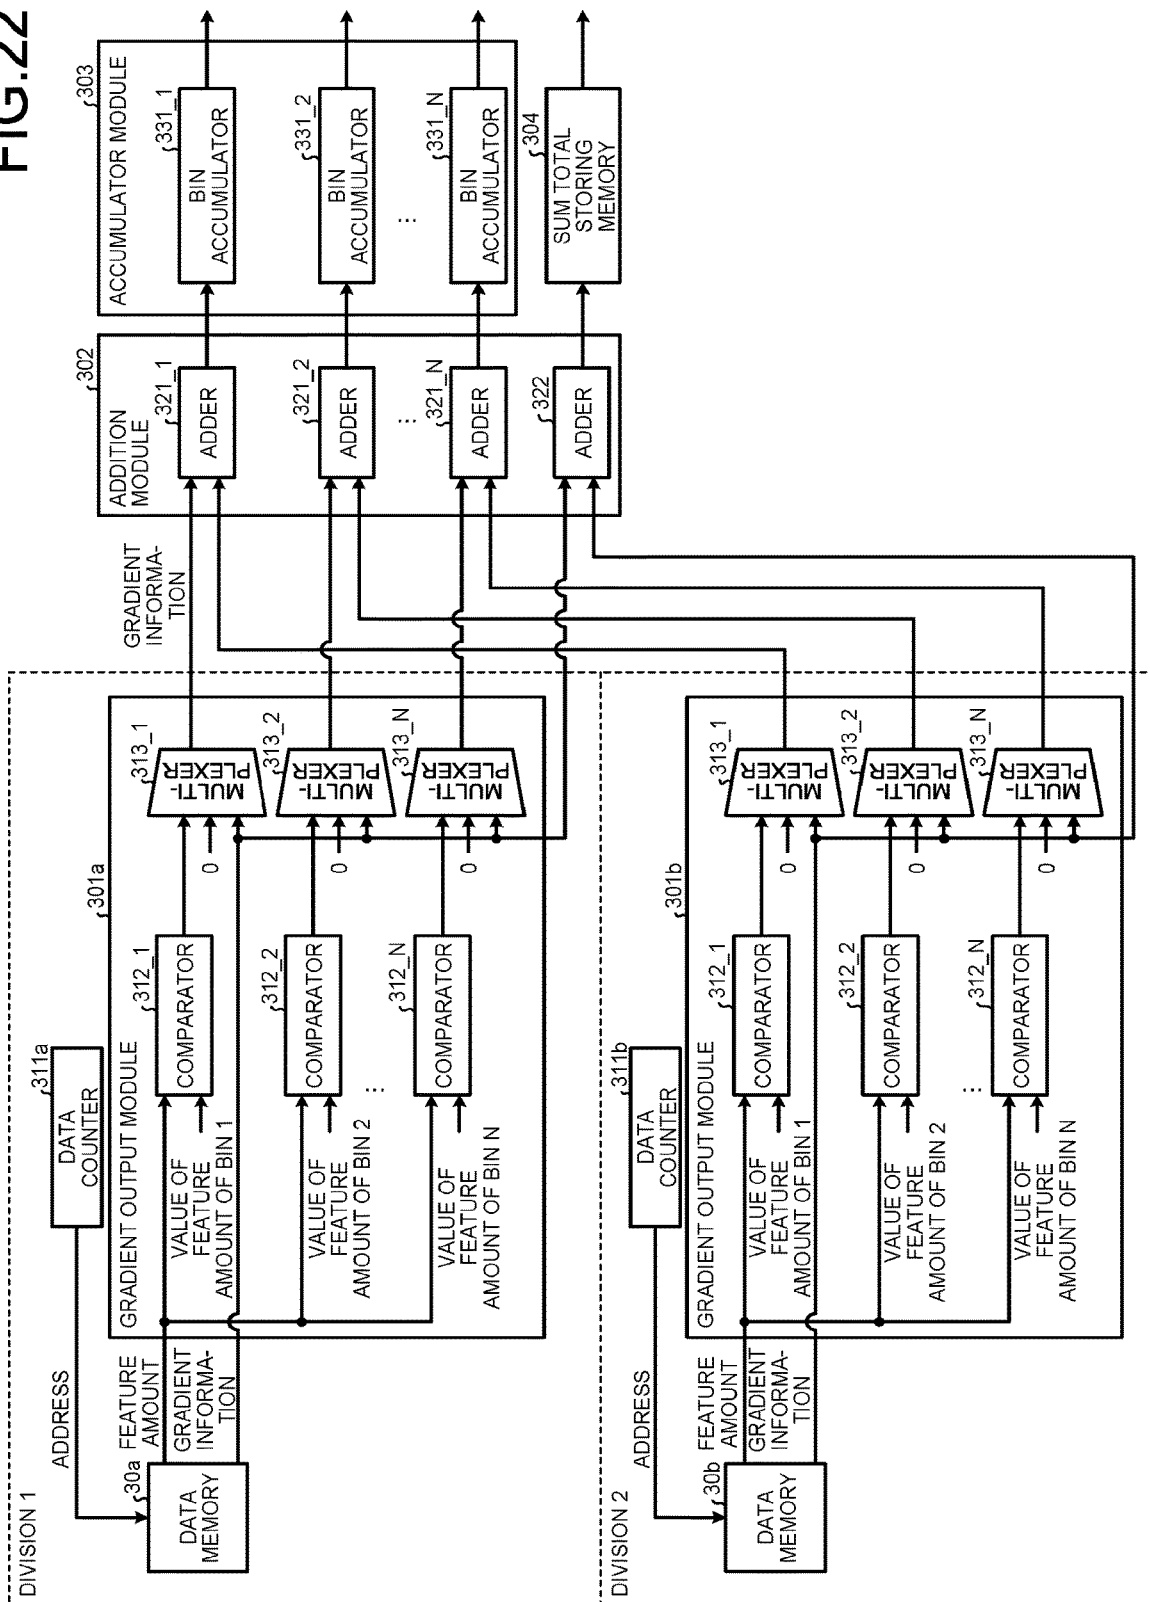 FIG.22
DIVISION 1
DATA
MEMORY
30a
ADDRESS
311a
DATA
COUNTER
FEATURE
AMOUNT
GRADIENT
INFORMA-
TION
301a
GRADIENT OUTPUT MODULE
VALUE OF
FEATURE
AMOUNT OF BIN 1
312_1
COMPARATOR
0
313_1
MULTI-
PLEXER
VALUE OF
FEATURE
AMOUNT OF BIN 2
312_2
COMPARATOR
0
313_2
MULTI-
PLEXER
...
VALUE OF
FEATURE
AMOUNT OF BIN N
312_N
COMPARATOR
0
313_N
MULTI-
PLEXER
DIVISION 2
DATA
MEMORY
30b
ADDRESS
311b
DATA
COUNTER
FEATURE
AMOUNT
GRADIENT
INFORMA-
TION
301b
GRADIENT OUTPUT MODULE
VALUE OF
FEATURE
AMOUNT OF BIN 1
312_1
COMPARATOR
0
313_1
MULTI-
PLEXER
VALUE OF
FEATURE
AMOUNT OF BIN 2
312_2
COMPARATOR
0
313_2
MULTI-
PLEXER
...
VALUE OF
FEATURE
AMOUNT OF BIN N
312_N
COMPARATOR
0
313_N
MULTI-
PLEXER
GRADIENT
INFORMA-
TION
302
ADDITION
MODULE
321_1
ADDER
321_2
ADDER
...
321_N
ADDER
322
ADDER
303
ACCUMULATOR MODULE
331_1
BIN
ACCUMULATOR
331_2
BIN
ACCUMULATOR
...
331_N
BIN
ACCUMULATOR
304
SUM TOTAL
STORING
MEMORY